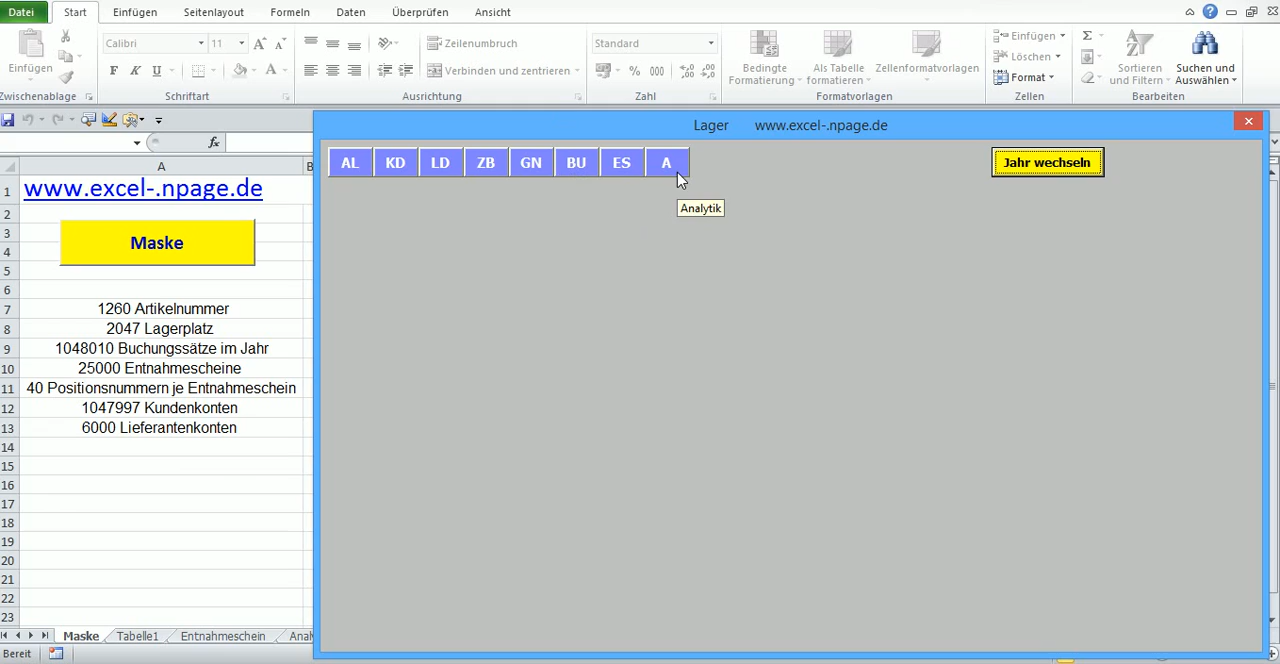 Datei Start Einfügen Seitenlayout Formeln Daten Überprüfen Ansicht
Einfügen
Calibri 11
F K U
Zeilenumbruch
Verbinden und zentrieren
Standard
% 000
Bedingte Formatierung
Als Tabelle formatieren
Zellenformatvorlagen
Einfügen
Löschen
Format
Sortieren und Filtern
Suchen und Auswählen
Zwischenablage Schriftart Ausrichtung Zahl Formatvorlagen Zellen Bearbeiten
fx
Lager www.excel-.npage.de
AL KD LD ZB GN BU ES A
Jahr wechseln
Analytik
A B
1 www.excel-.npage.de
2
3 Maske
4
5
6
7 1260 Artikelnummer
8 2047 Lagerplatz
9 1048010 Buchungssätze im Jahr
10 25000 Entnahmescheine
11 40 Positionsnummern je Entnahmeschein
12 1047997 Kundenkonten
13 6000 Lieferantenkonten
14
15
16
17
18
19
20
21
22
23
Maske Tabelle1 Entnahmeschein Anal
Bereit